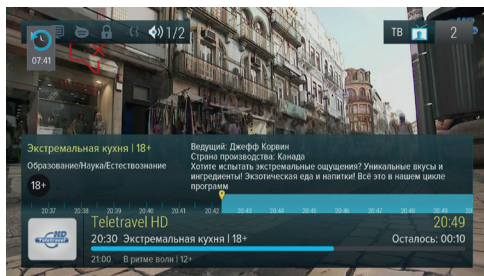 1/2
ТВ
2
07:41
Экстремальная кухня | 18+
Образование/Наука/Естествознание
18+
Ведущий: Джефф Корвин
Страна производства: Канада
Хотите испытать экстремальные ощущения? Уникальные вкусы и
ингредиенты! Экзотическая еда и напитки! Всё это в нашем цикле
программ
20:37 20:38 20:39 20:40 20:41 20:42 20:43 20:44 20:45 20:46 20:47 20:48 20:49
HD
Teletravel
Teletravel HD
20:49
20:30 Экстремальная кухня | 18+
Осталось: 00:10
21:00 В ритме волн | 12+